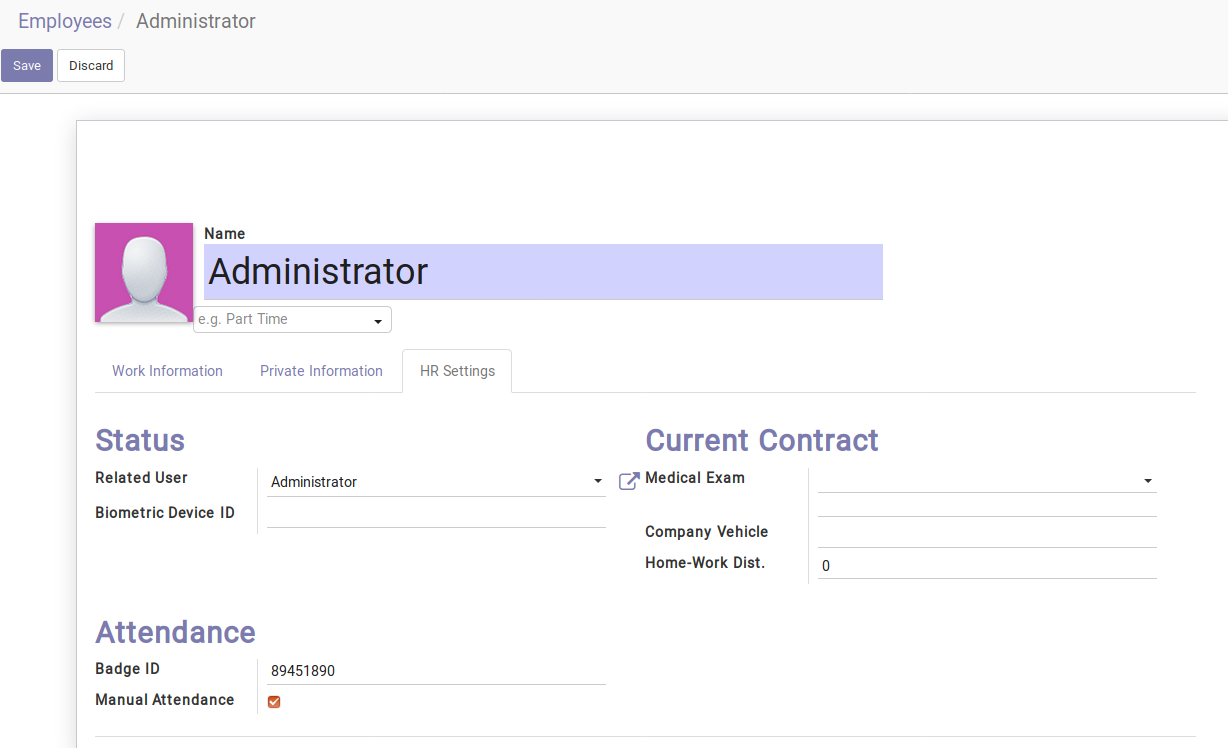 Employees / Administrator
Save Discard
Name
Administrator
e.g. Part Time
Work Information Private Information HR Settings
Status
Related User Administrator
Biometric Device ID
Current Contract
Medical Exam
Company Vehicle
Home-Work Dist. 0
Attendance
Badge ID 89451890
Manual Attendance